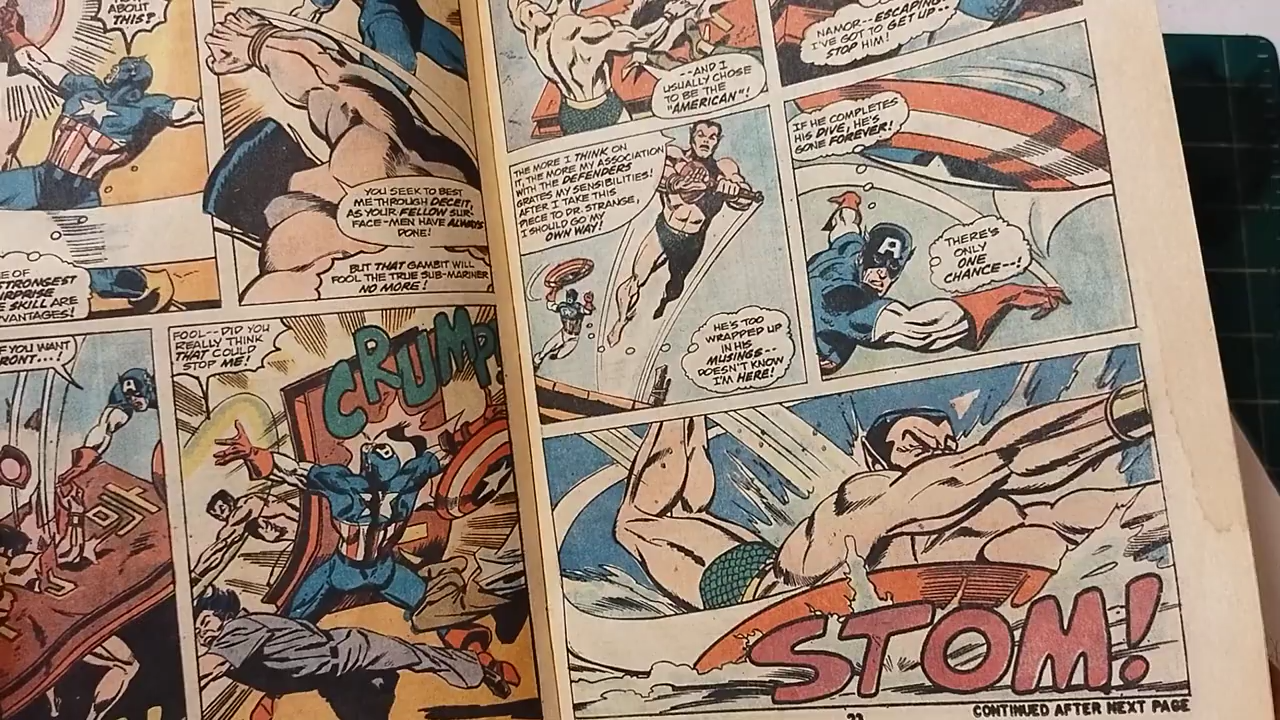 ABOUT
THIS?
YOU SEEK TO BEST
ME THROUGH DECEIT,
AS YOUR FELLOW SUR-
FACE-MEN HAVE ALWAYS
DONE!
BUT THAT GAMBIT WILL
FOOL THE TRUE SUB-MARINER
NO MORE!
E OF
STRONGEST
RPRISE
E SKILL ARE
VANTAGES!
F YOU WANT
RONT...!
FOOL--DID YOU
REALLY THINK
THAT COULD
STOP ME!
CRUMP!
--AND I
USUALLY CHOSE
TO BE THE
"AMERICAN"!
NAMOR--ESCAPING.
I'VE GOT TO GET UP--
STOP HIM!
THE MORE I THINK ON
IT, THE MORE MY ASSOCIATION
WITH THE DEFENDERS
GRATES MY SENSIBILITIES!
AFTER I TAKE THIS
PIECE TO DR. STRANGE,
I SHOULD GO MY
OWN WAY!
HE'S TOO
WRAPPED UP
IN HIS
MUSINGS--
DOESN'T KNOW
I'M HERE!
IF HE COMPLETES
HIS DIVE, HE'S
GONE FOREVER!
THERE'S
ONLY
ONE
CHANCE--!
STOM!
23
CONTINUED AFTER NEXT PAGE